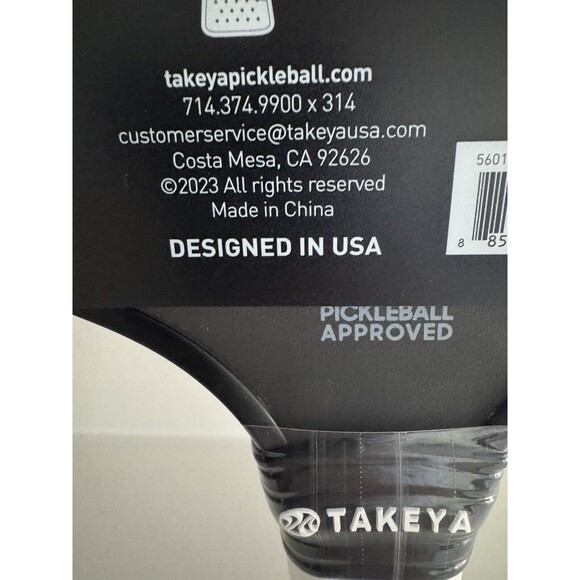 takeyapickleball.com
714.374.9900 x 314
customerservice@takeyausa.com
Costa Mesa, CA 92626
©2023 All rights reserved
Made in China
DESIGNED IN USA
5601
8 85
PICKLEBALL
APPROVED
TAKEYA